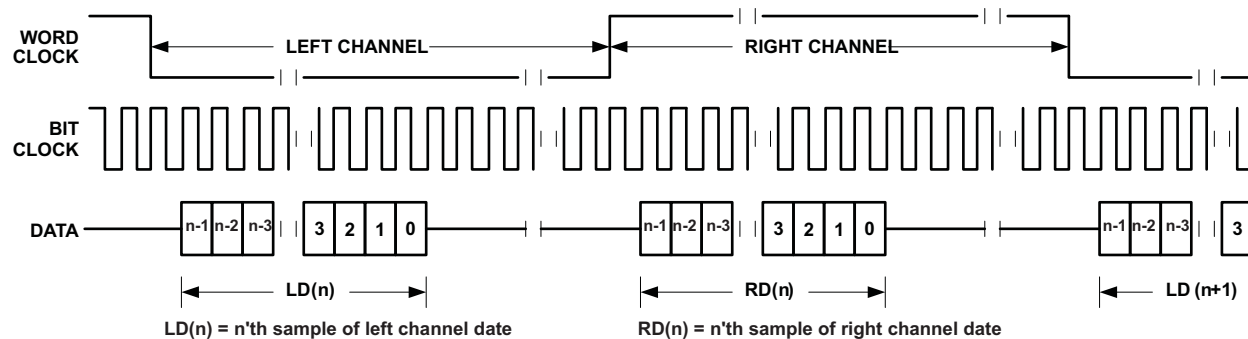 WORD
CLOCK
LEFT CHANNEL
RIGHT CHANNEL
BIT
CLOCK
DATA
n-1 n-2 n-3 3 2 1 0 n-1 n-2 n-3 3 2 1 0 n-1 n-2 n-3 3
LD(n) RD(n) LD (n+1)
LD(n) = n'th sample of left channel date
RD(n) = n'th sample of right channel date